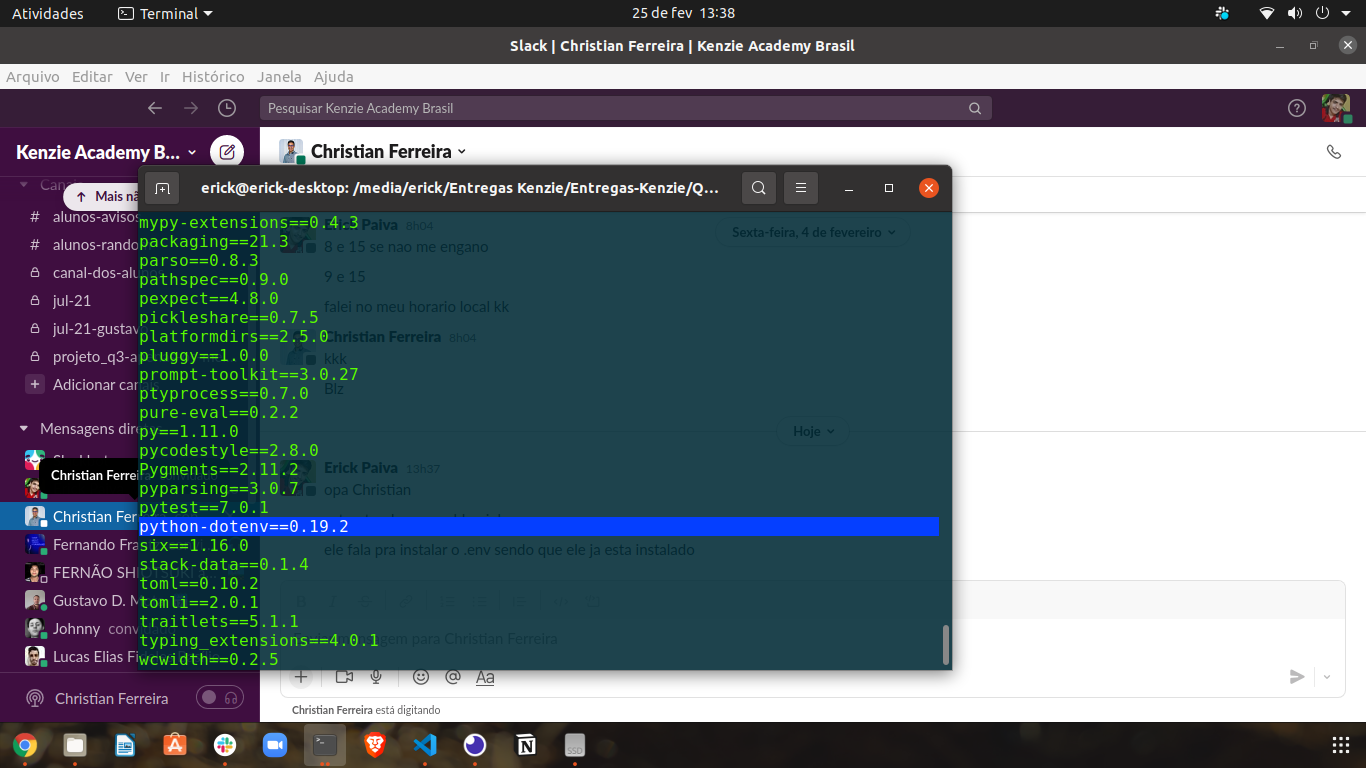 Atividades
Terminal
25 de fev 13:38
Slack | Christian Ferreira | Kenzie Academy Brasil
Arquivo Editar Ver Ir Histórico Janela Ajuda
Pesquisar Kenzie Academy Brasil
Kenzie Academy B...
Christian Ferreira
Mais nã
# alunos-avisos
# alunos-rando
canal-dos-alunos
jul-21
jul-21-gustav
projeto_q3-a
Adicionar cana
Mensagens dire
Christian Ferreira
Christian Fer
Fernando Fra
FERNÃO SHI
Gustavo D. M
Johnny conv
Lucas Elias Fi
Christian Ferreira
erick@erick-desktop: /media/erick/Entregas Kenzie/Entregas-Kenzie/Q...
mypy-extensions==0.4.3
packaging==21.3
parso==0.8.3
pathspec==0.9.0
pexpect==4.8.0
pickleshare==0.7.5
platformdirs==2.5.0
pluggy==1.0.0
prompt-toolkit==3.0.27
ptyprocess==0.7.0
pure-eval==0.2.2
py==1.11.0
pycodestyle==2.8.0
Pygments==2.11.2
pyparsing==3.0.7
pytest==7.0.1
python-dotenv==0.19.2
six==1.16.0
stack-data==0.1.4
toml==0.10.2
tomli==2.0.1
traitlets==5.1.1
typing_extensions==4.0.1
wcwidth==0.2.5
Erick Paiva 8h04
Sexta-feira, 4 de fevereiro
8 e 15 se nao me engano
9 e 15
falei no meu horario local kk
Christian Ferreira 8h04
kkk
Blz
Hoje
Erick Paiva 13h37
opa Christian
ele fala pra instalar o .env sendo que ele ja esta instalado
mensagem para Christian Ferreira
Aa
Christian Ferreira está digitando
SSD